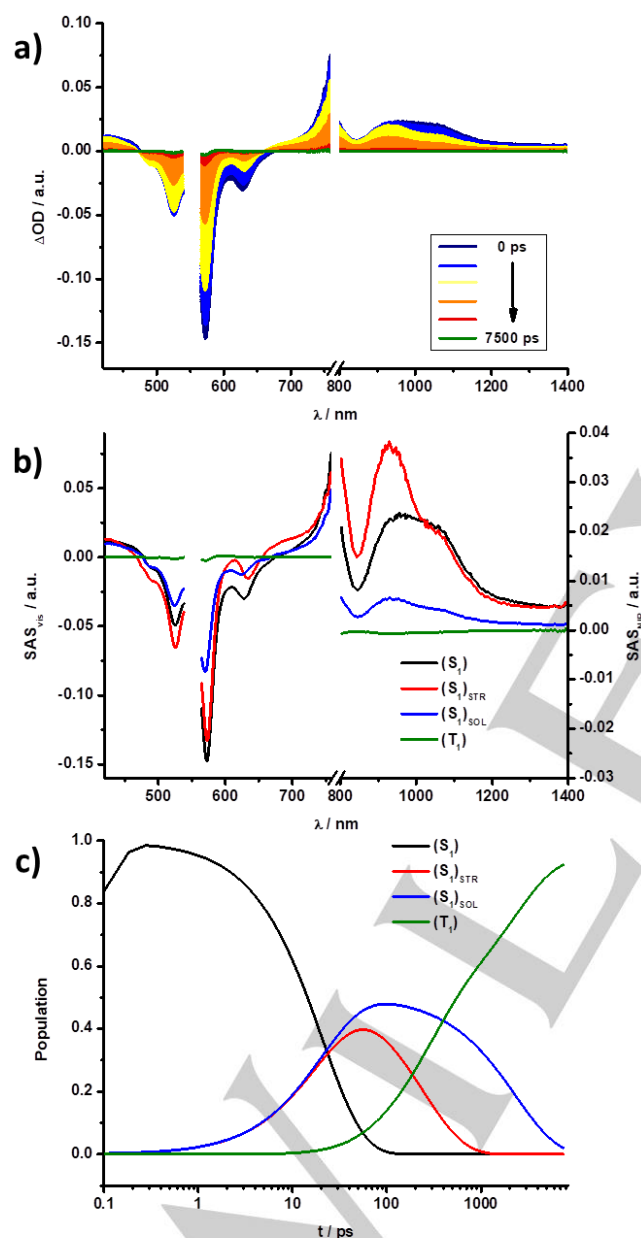 a)
0.10
0.05
0.00
-0.05
-0.10
-0.15
ΔOD / a.u.
0 ps
7500 ps
500
600
700
800
1000
1200
1400
λ / nm
b)
0.05
0.00
-0.05
-0.10
-0.15
SASvis / a.u.
0.04
0.03
0.02
0.01
0.00
-0.01
-0.02
-0.03
SASNIR / a.u.
(S1)
(S1)STR
(S1)SOL
(T1)
500
600
700
800
1000
1200
1400
λ / nm
c)
1.0
0.8
0.6
0.4
0.2
0.0
Population
(S1)
(S1)STR
(S1)SOL
(T1)
0.1
1
10
100
1000
t / ps